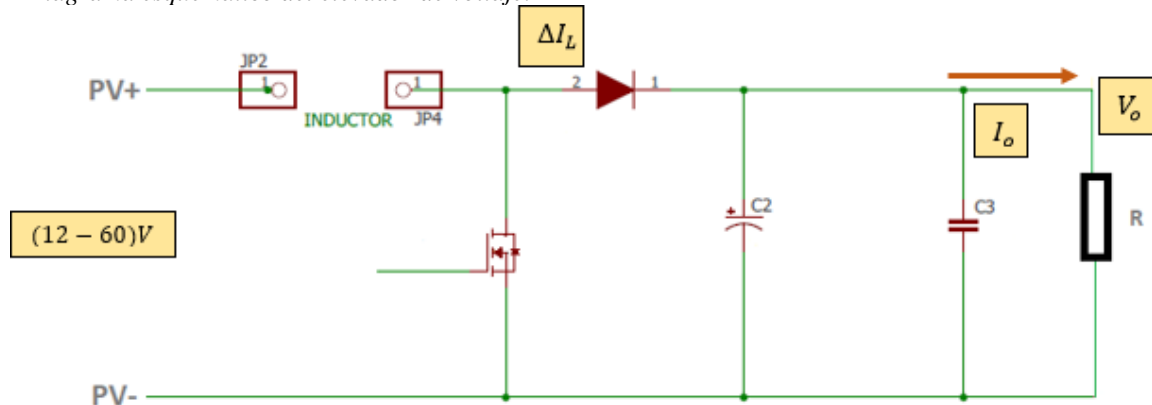 ΔI_L
JP2
PV+
1
1
2
1
INDUCTOR
JP4
V_o
I_o
C2
C3
R
(12 − 60)V
+
PV-